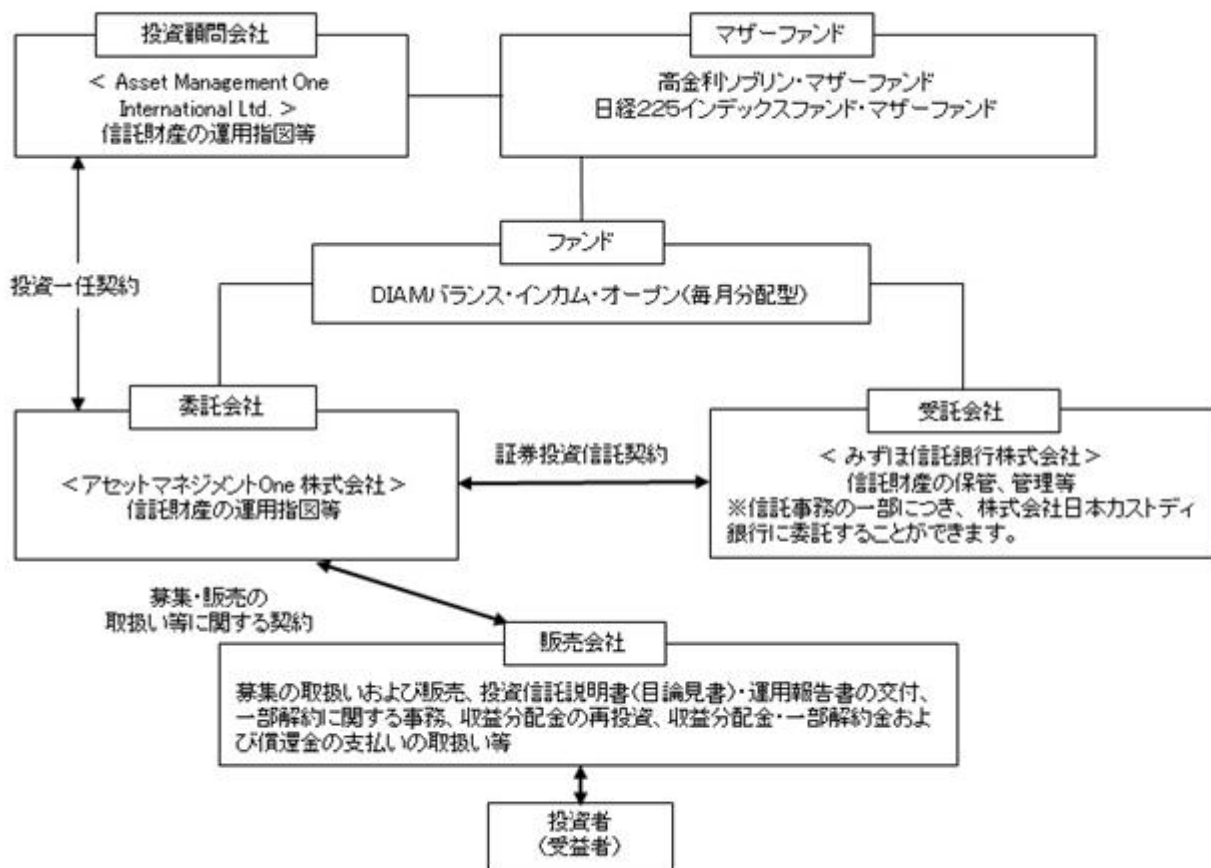 投資顧問会社
< Asset Management One
International Ltd. >
信託財産の運用指図等
マザーファンド
高金利ソブリン・マザーファンド
日経225インデックスファンド・マザーファンド
ファンド
DIAMバランス・インカム・オープン(毎月分配型)
投資一任契約
委託会社
<アセットマネジメントOne 株式会社>
信託財産の運用指図等
証券投資信託契約
受託会社
< みずほ信託銀行株式会社>
信託財産の保管、管理等
※信託事務の一部につき、株式会社日本カストディ
銀行に委託することができます。
募集・販売の
取扱い等に関する契約
販売会社
募集の取扱いおよび販売、投資信託説明書(目論見書)・運用報告書の交付、
一部解約に関する事務、収益分配金の再投資、収益分配金・一部解約金およ
び償還金の支払いの取扱い等
投資者
(受益者)